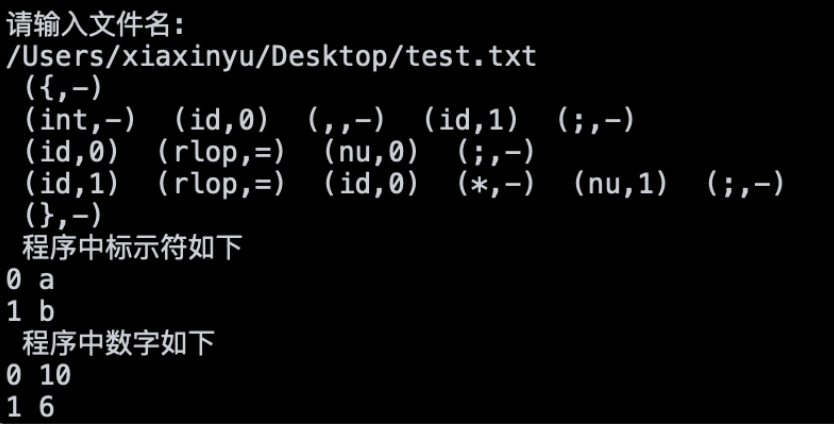 请输入文件名:
/Users/xiaxinyu/Desktop/test.txt
({,-)
(int,-) (id,0) (,,-) (id,1) (;,-)
(id,0) (rlop,=) (nu,0) (;,-)
(id,1) (rlop,=) (id,0) (*,-) (nu,1) (;,-)
(},-)
程序中标示符如下
0 a
1 b
程序中数字如下
0 10
1 6